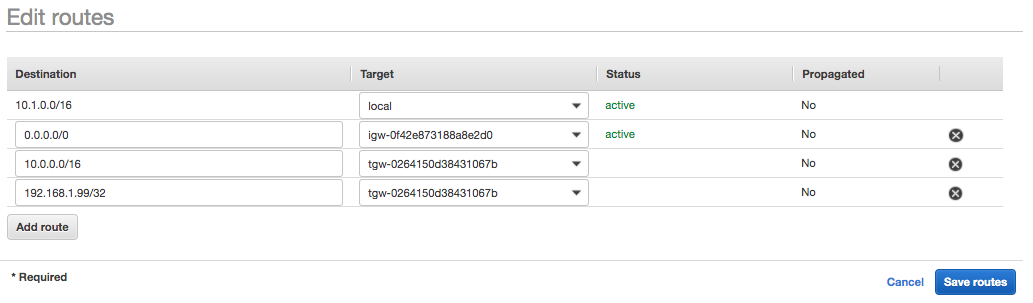 Edit routes
Destination Target Status Propagated
10.1.0.0/16 local active No
0.0.0.0/0 igw-0f42e873188a8e2d0 active No
10.0.0.0/16 tgw-0264150d38431067b No
192.168.1.99/32 tgw-0264150d38431067b No
Add route
* Required
Cancel Save routes